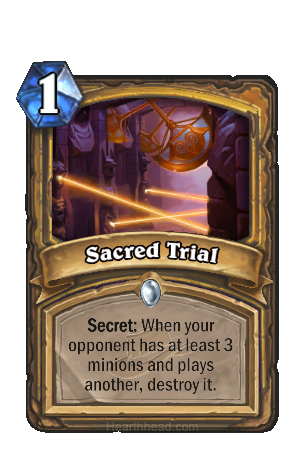 1
Sacred Trial
Secret: When your
opponent has at least 3
minions and plays
another, destroy it.
Hearthhead.com